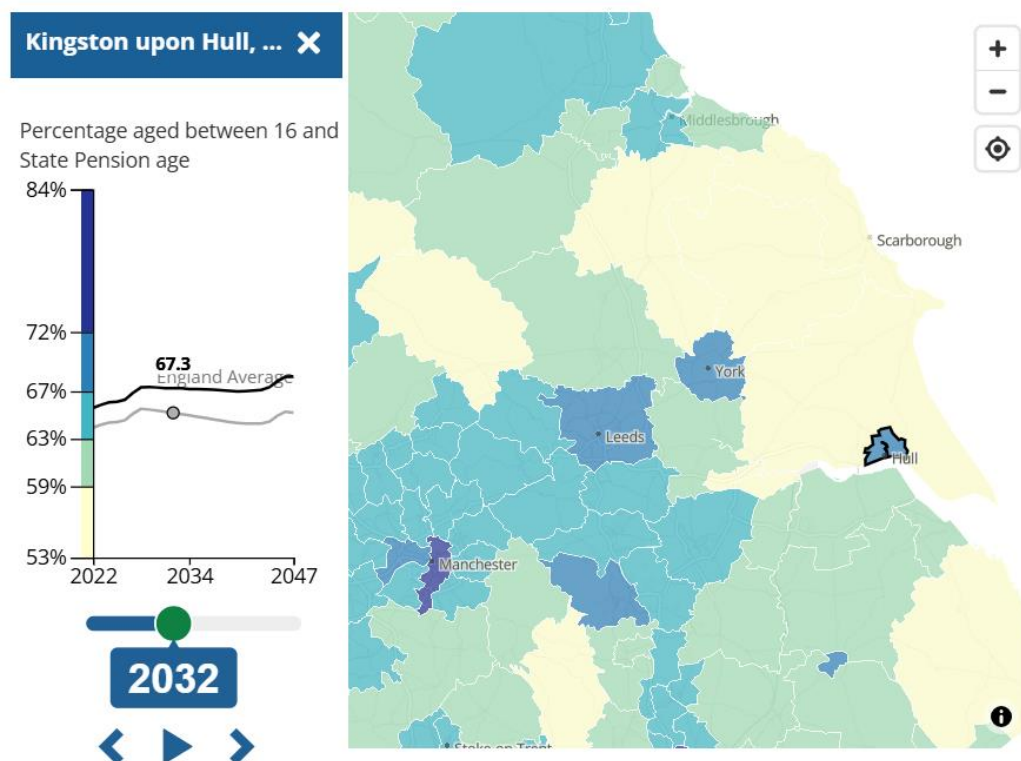 Kingston upon Hull, ...
Percentage aged between 16 and
State Pension age
84%
72%
67%
63%
59%
53%
67.3
England Average
2022
2034
2047
2032
Middlesbrough
Scarborough
York
Leeds
Hull
Manchester
Stoke-on-Trent